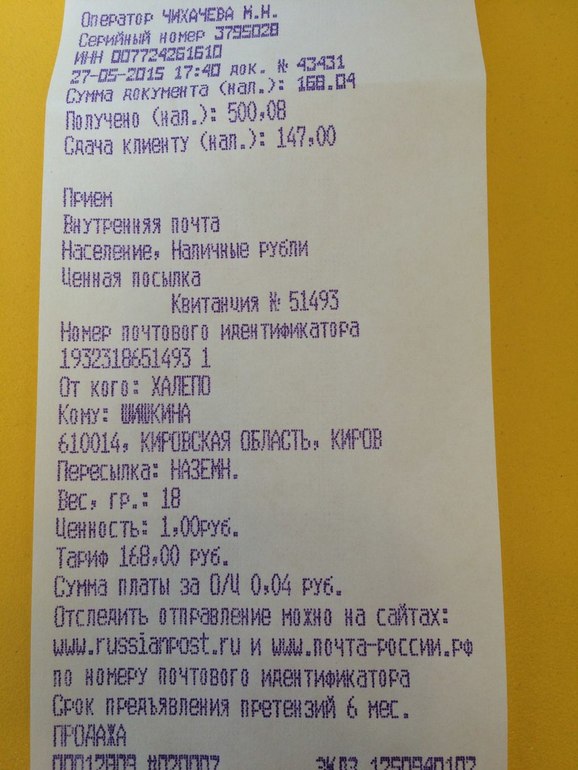 Оператор ЧИХАЧЕВА М.Н.
Серийный номер 3795028
ИНН 007724261610
27-05-2015 17:40 док. № 43431
Сумма документа (нал.): 168.04
Получено (нал.): 500,08
Сдача клиенту (нал.): 147,00
Прием
Внутренняя почта
Население, Наличные рубли
Ценная посылка
Квитанция № 51493
Номер почтового идентификатора
1932318651493 1
От кого: ХАЛЕПО
Кому: ШИШКИНА
610014, КИРОВСКАЯ ОБЛАСТЬ, КИРОВ
Пересылка: НАЗЕМН.
Вес, гр.: 18
Ценность: 1,00руб.
Тариф 168,00 руб.
Сумма платы за О/Ц 0,04 руб.
Отследить отправление можно на сайтах:
www.russianpost.ru и www.почта-россии.рф
по номеру почтового идентификатора
Срок предъявления претензий 6 мес.
ПРОДАЖА
00012809 #020007 ЭКЛЗ 1260940107